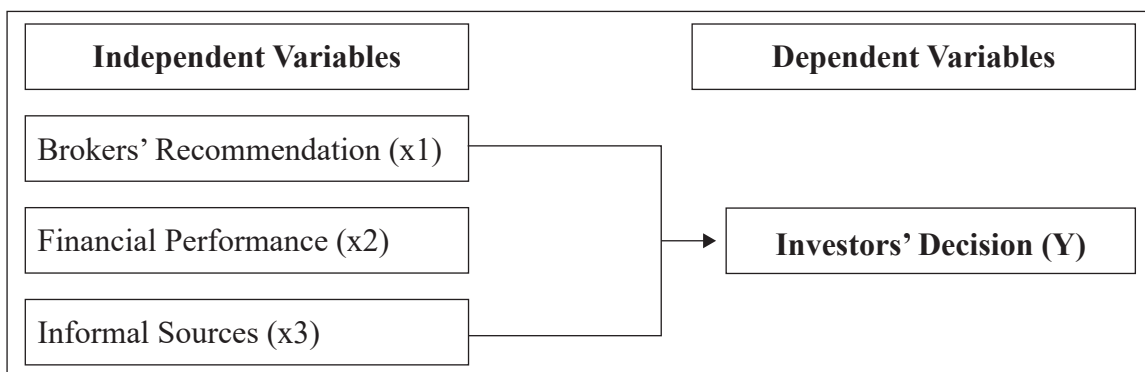 Independent Variables
Dependent Variables
Brokers’ Recommendation (x1)
Financial Performance (x2)
Investors’ Decision (Y)
Informal Sources (x3)